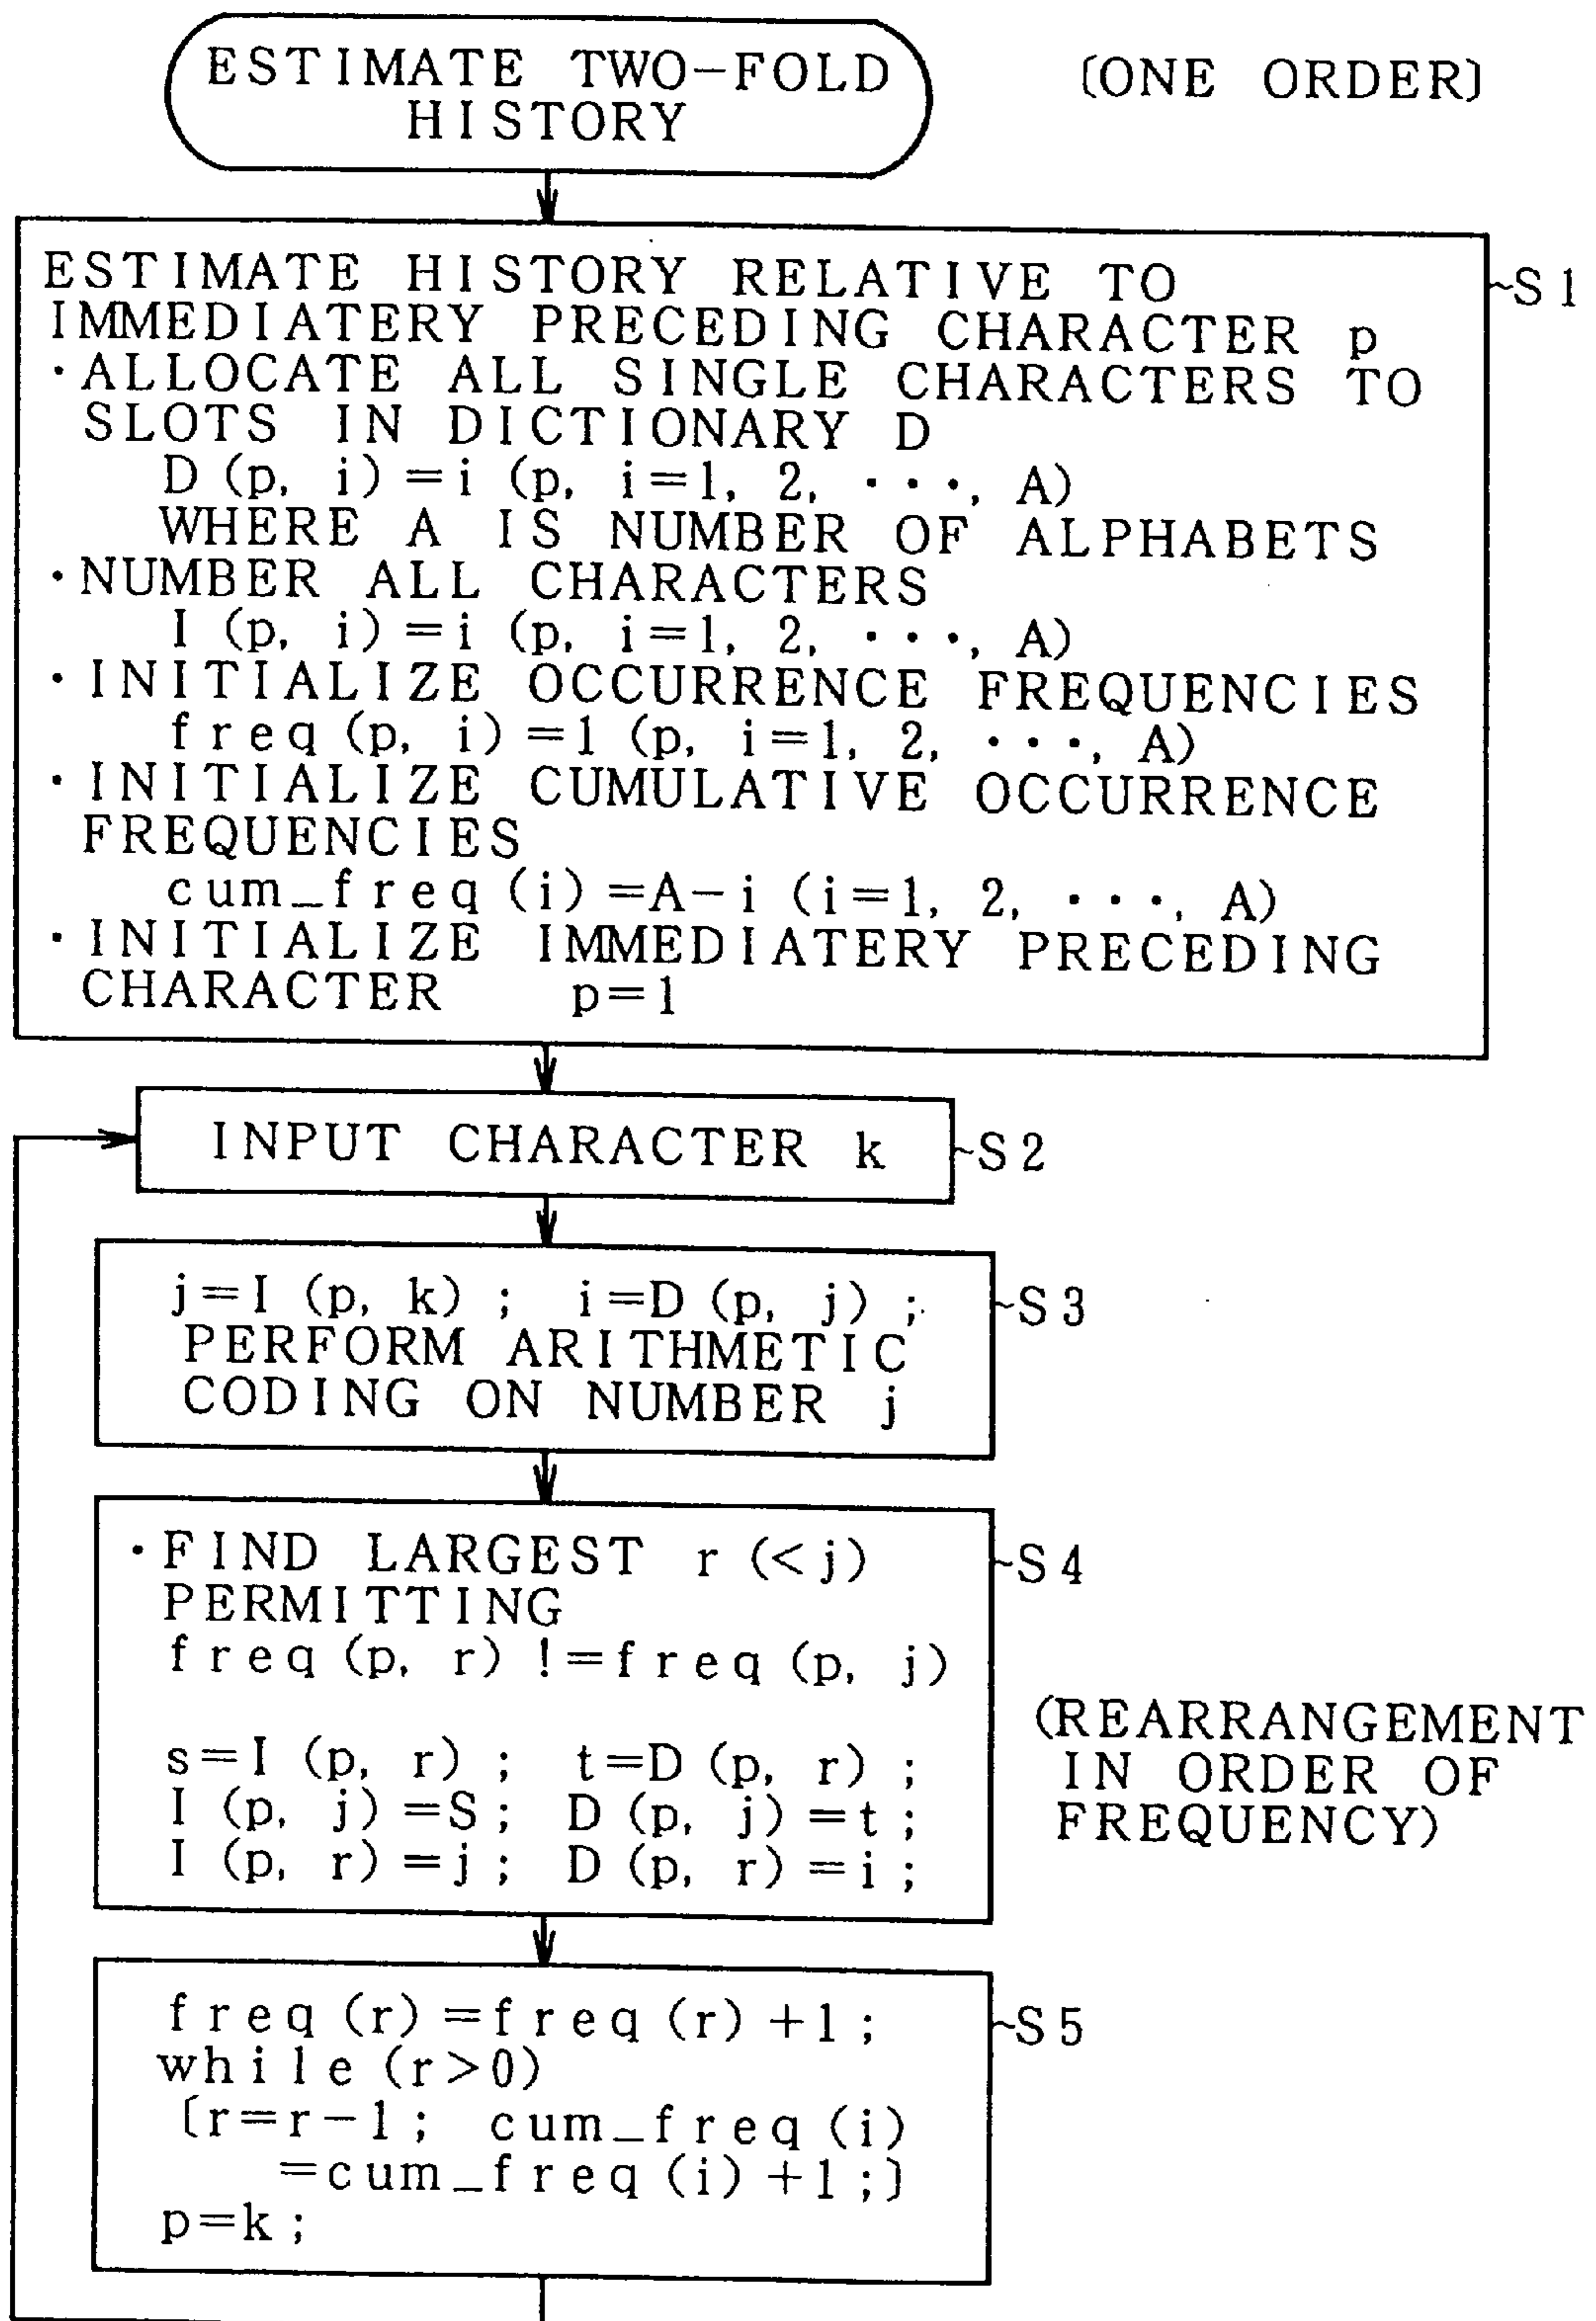 ESTIMATE TWO-FOLD
HISTORY
(ONE ORDER)
ESTIMATE HISTORY RELATIVE TO
IMMEDIATERY PRECEDING CHARACTER p
・ALLOCATE ALL SINGLE CHARACTERS TO
SLOTS IN DICTIONARY D
D (p, i) =i (p, i=1, 2, ・・・, A)
WHERE A IS NUMBER OF ALPHABETS
・NUMBER ALL CHARACTERS
I (p, i) =i (p, i=1, 2, ・・・, A)
・INITIALIZE OCCURRENCE FREQUENCIES
freq (p, i) =1 (p, i=1, 2, ・・・, A)
・INITIALIZE CUMULATIVE OCCURRENCE
FREQUENCIES
cum_freq (i) =A-i (i=1, 2, ・・・, A)
・INITIALIZE IMMEDIATERY PRECEDING
CHARACTER p=1
S1
INPUT CHARACTER k
S2
j=I (p, k) ; i=D (p, j) ;
PERFORM ARITHMETIC
CODING ON NUMBER j
S3
・FIND LARGEST r (<j)
PERMITTING
freq (p, r) !=freq (p, j)
s=I (p, r) ; t=D (p, r) ;
I (p, j) =S ; D (p, j) =t ;
I (p, r) =j ; D (p, r) =i ;
S4
(REARRANGEMENT
IN ORDER OF
FREQUENCY)
freq (r) =freq (r) +1 ;
while (r>0)
{r=r-1 ; cum_freq (i)
=cum_freq (i) +1 ;}
p=k ;
S5